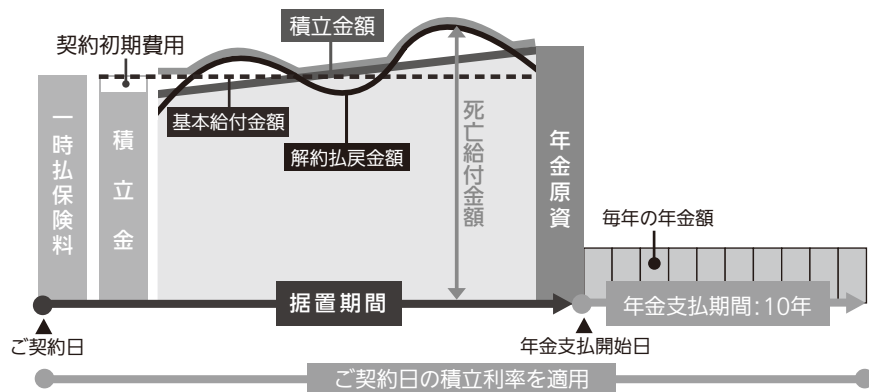 積立金額
契約初期費用
基本給付金額
解約払戻金額
一時払保険料
積立金
死亡給付金額
年金原資
毎年の年金額
据置期間
年金支払期間:10年
ご契約日
年金支払開始日
ご契約日の積立利率を適用